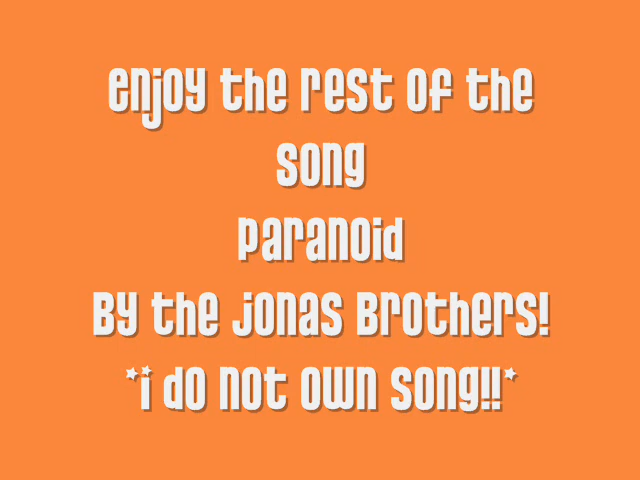 enjoy the rest of the
song
paranoid
By the jonas Brothers!
*i do not own song!!*